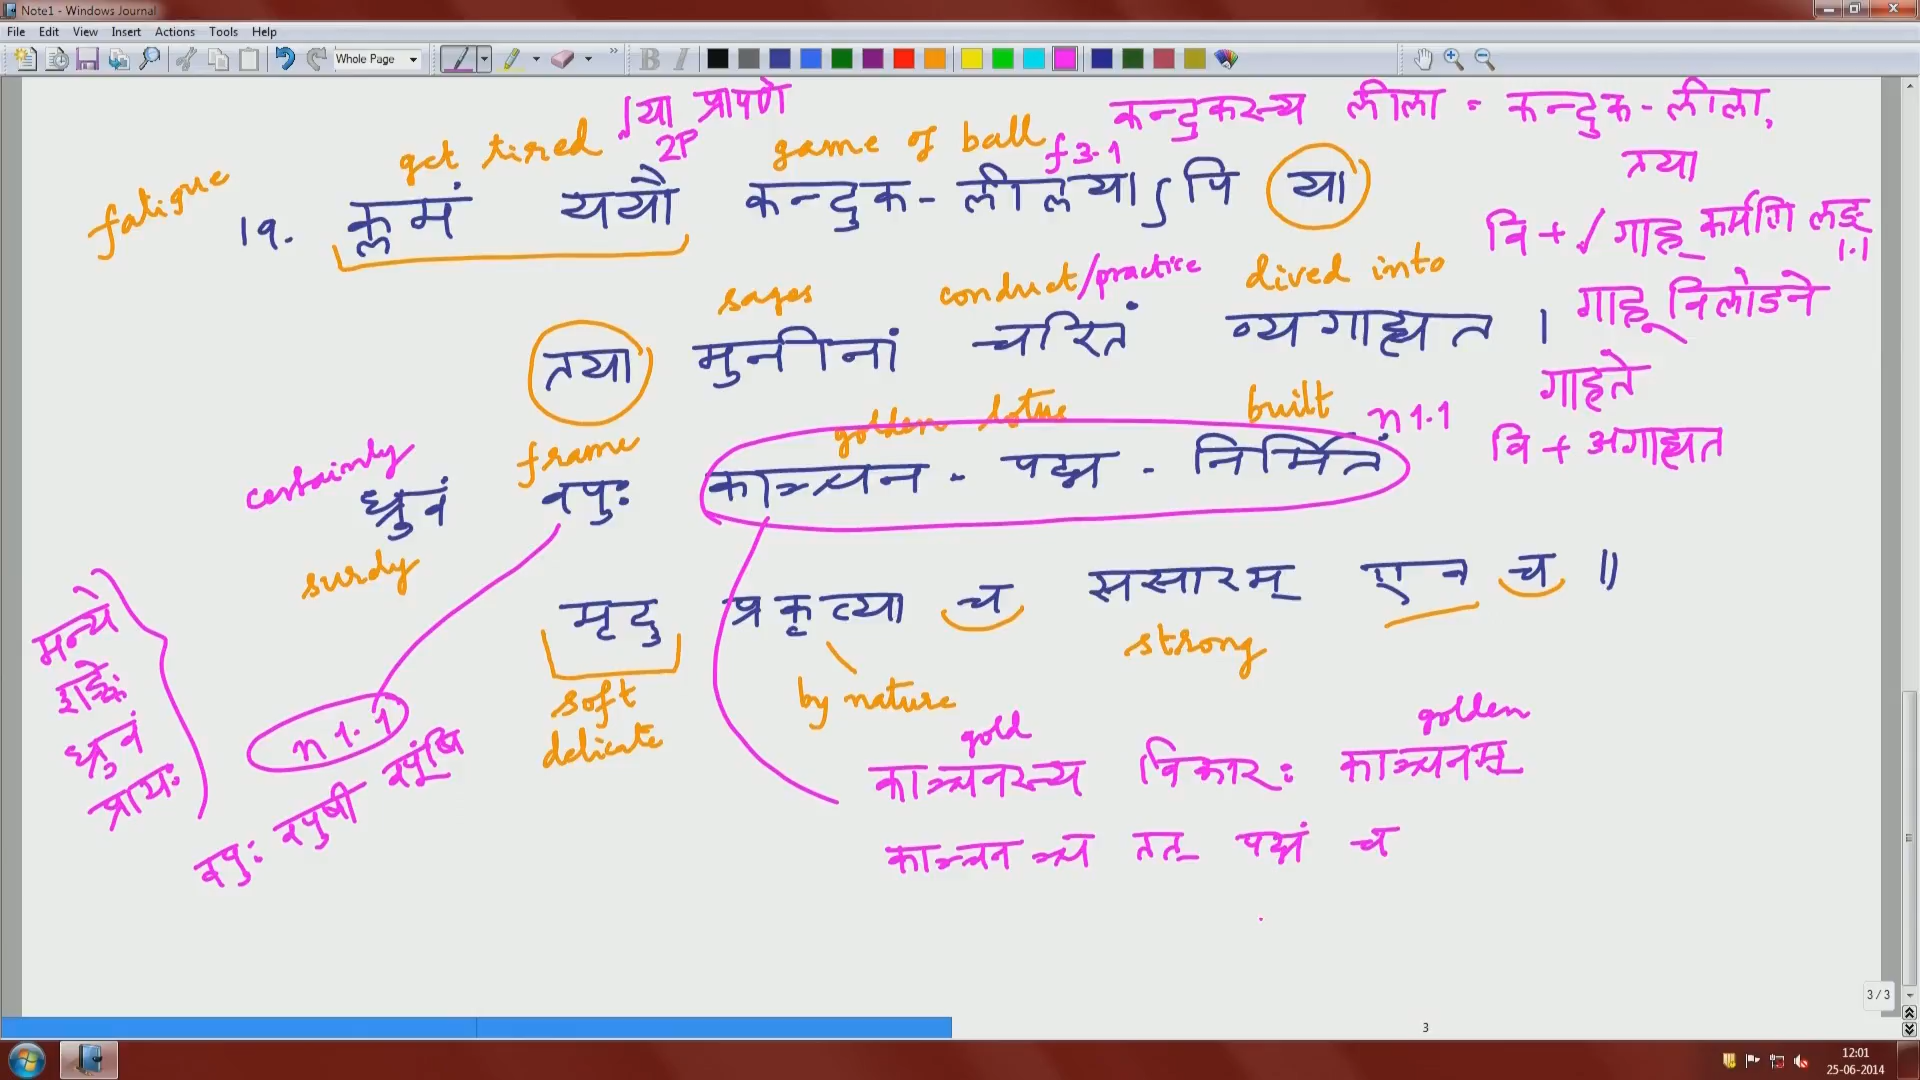 Note1 - Windows Journal
File Edit View Insert Actions Tools Help
Whole Page
√या प्रापणे
2P
कन्दुकस्य लीला = कन्दुक-लीला,
तया
fatigue
get tired
game of ball
f 3.1
19. क्लमं ययौ कन्दुक-लीलयाऽपि या
वि + √गाह् कर्मणि लङ्
1.1
गाहू विलोडने
गाहते
वि + अगाह्यत
sages
conduct/practice
dived into
तया मुनीनां चरितं व्यगाह्यत ।
certainly
frame
golden lotus
built
n 1.1
ध्रुवं वपुः काञ्चन-पद्म-निर्मितं
surdy
मृदु प्रकृत्या च ससारम् एव च ॥
soft
delicate
by nature
strong
मन्ये
शङ्के
ध्रुवं
प्रायः
n 1.1
वपुः वपुषी वपूंषि
gold
golden
काञ्चनस्य विकारः काञ्चनम्
काञ्चनञ्च तत् पद्मं च
3 / 3
3
12:01
25-06-2014